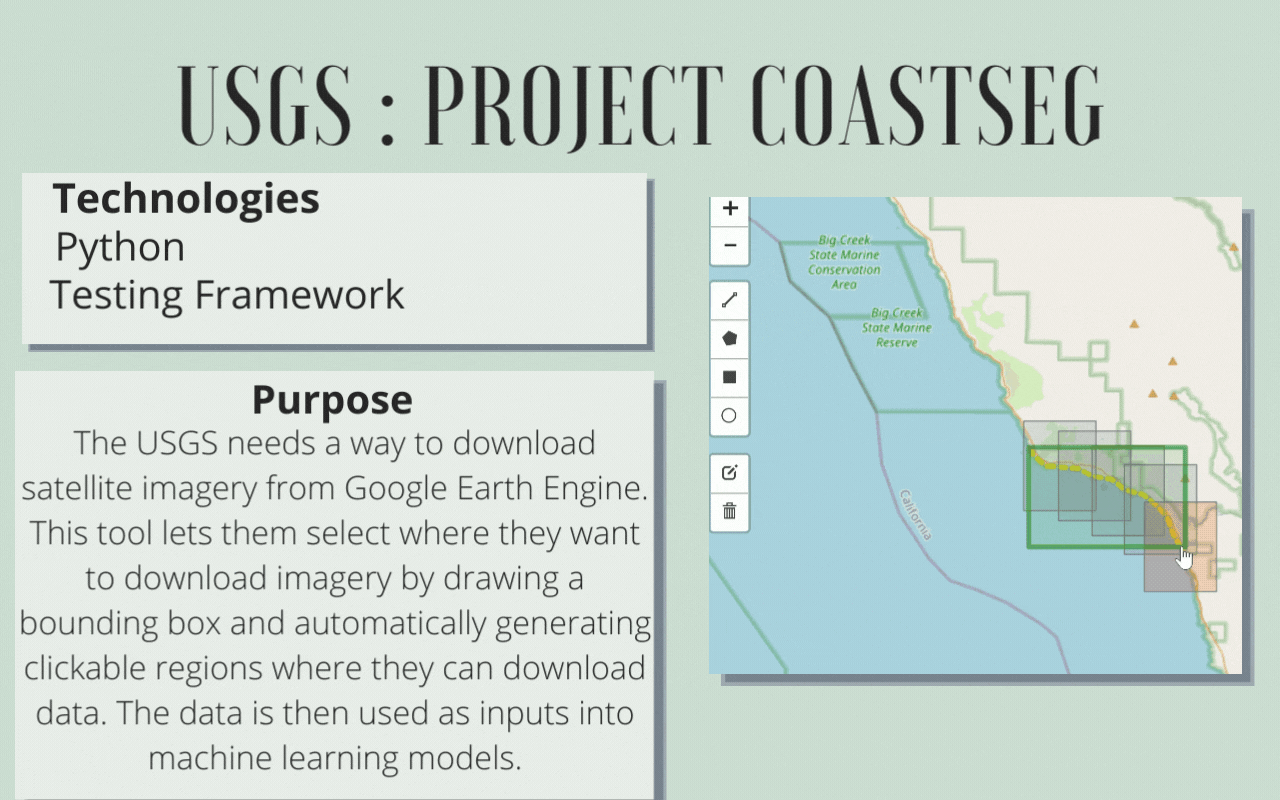 USGS : PROJECT COASTSEG
Technologies
Python
Testing Framework
Purpose
The USGS needs a way to download
satellite imagery from Google Earth Engine.
This tool lets them select where they want
to download imagery by drawing a
bounding box and automatically generating
clickable regions where they can download
data. The data is then used as inputs into
machine learning models.
+
−
Big Creek
State Marine
Conservation
Area
Big Creek
State Marine
Reserve
California